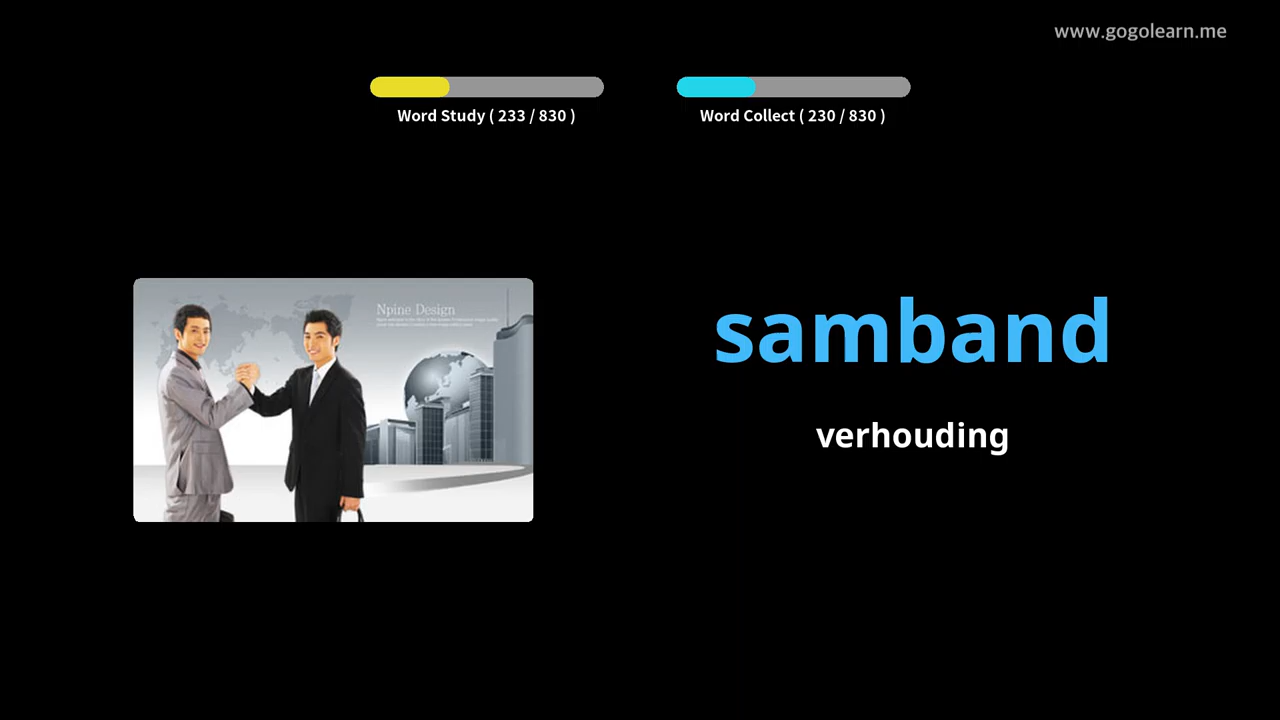 www.gogolearn.me
Word Study ( 233 / 830 )
Word Collect ( 230 / 830 )
Npine Design
samband
verhouding